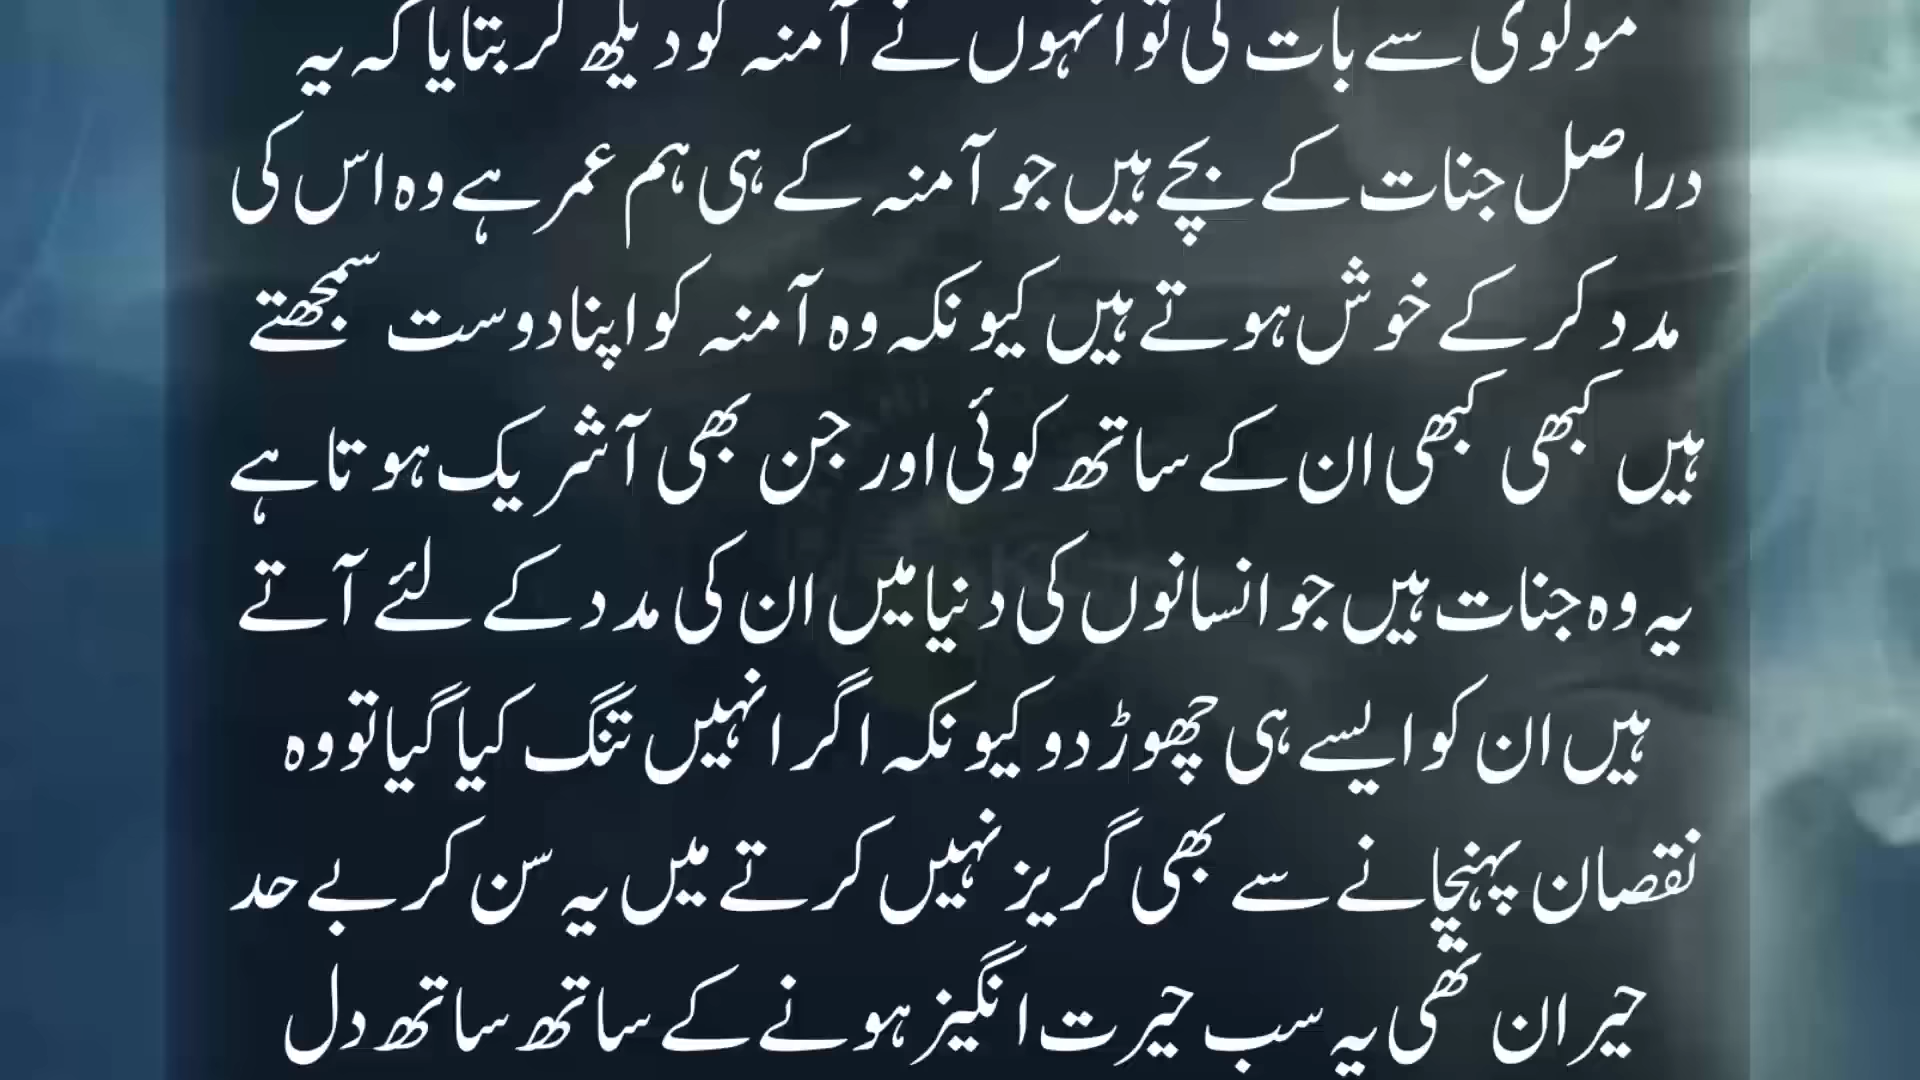 مولوی سے بات کی تو انہوں نے آمنہ کو دیکھ کر بتایا کہ یہ
دراصل جنات کے بچے ہیں جو آمنہ کے ہی ہم عمر ہے وہ اس کی
مدد کر کے خوش ہوتے ہیں کیونکہ وہ آمنہ کو اپنا دوست سمجھتے
ہیں کبھی کبھی ان کے ساتھ کوئی اور جن بھی آ شریک ہوتا ہے
یہ وہ جنات ہیں جو انسانوں کی دنیا میں ان کی مدد کے لئے آتے
ہیں ان کو ایسے ہی چھوڑ دو کیونکہ اگر انہیں تنگ کیا گیا تو وہ
نقصان پہنچانے سے بھی گریز نہیں کرتے میں یہ سن کر بے حد
حیران تھی یہ سب حیرت انگیز ہونے کے ساتھ ساتھ دل